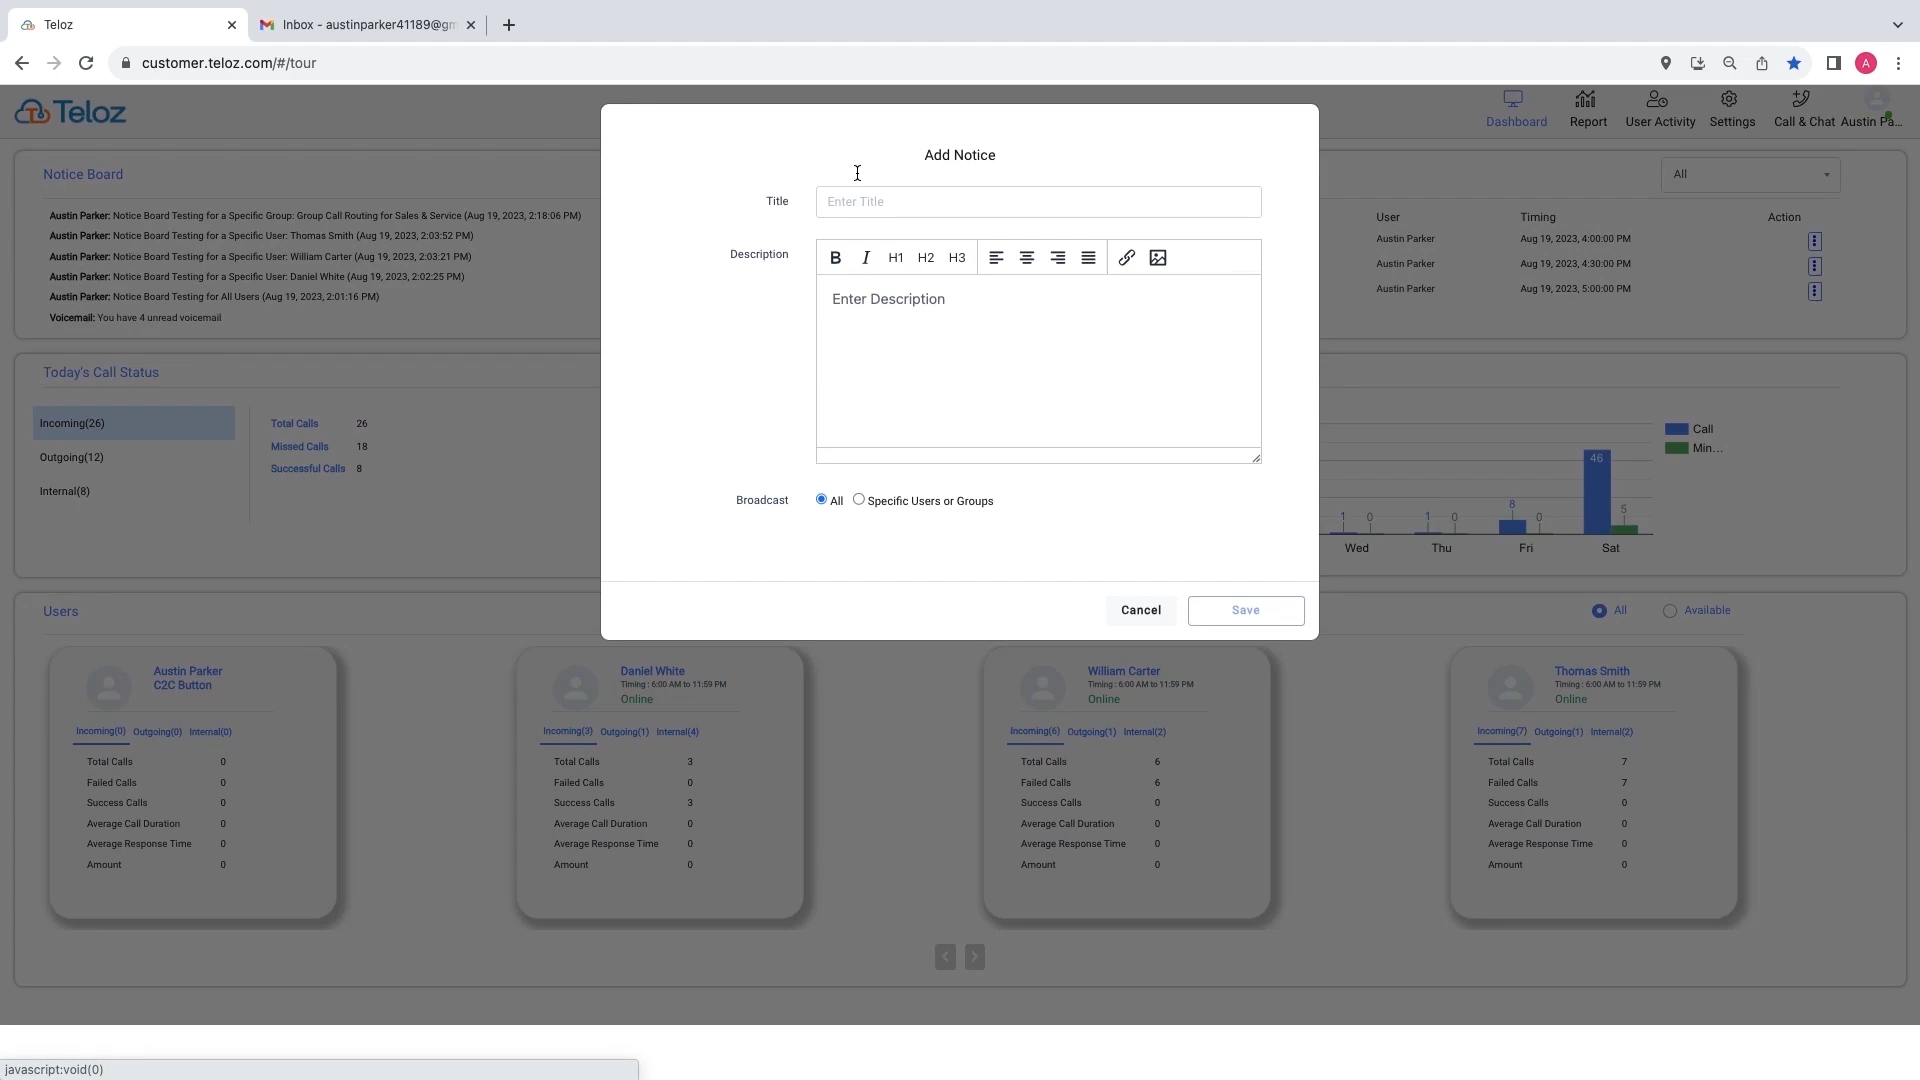 Teloz
Inbox - austinparker41189@gm
customer.teloz.com/#/tour
A
Teloz
Dashboard
Report
User Activity
Settings
Call & Chat
Austin Pa...
Notice Board
Austin Parker: Notice Board Testing for a Specific Group: Group Call Routing for Sales & Service (Aug 19, 2023, 2:18:06 PM)
Austin Parker: Notice Board Testing for a Specific User: Thomas Smith (Aug 19, 2023, 2:03:52 PM)
Austin Parker: Notice Board Testing for a Specific User: William Carter (Aug 19, 2023, 2:03:21 PM)
Austin Parker: Notice Board Testing for a Specific User: Daniel White (Aug 19, 2023, 2:02:25 PM)
Austin Parker: Notice Board Testing for All Users (Aug 19, 2023, 2:01:16 PM)
Voicemail: You have 4 unread voicemail
Add Notice
Title
Enter Title
Description
B I H1 H2 H3
Enter Description
Broadcast
All
Specific Users or Groups
Cancel
Save
All
User Timing Action
Austin Parker Aug 19, 2023, 4:00:00 PM
Austin Parker Aug 19, 2023, 4:30:00 PM
Austin Parker Aug 19, 2023, 5:00:00 PM
Today's Call Status
Incoming(26)
Outgoing(12)
Internal(8)
Total Calls 26
Missed Calls 18
Successful Calls 8
Call
Min...
1 0 1 0 8 0 46 5
Wed Thu Fri Sat
Users
All
Available
Austin Parker
C2C Button
Incoming(0) Outgoing(0) Internal(0)
Total Calls 0
Failed Calls 0
Success Calls 0
Average Call Duration 0
Average Response Time 0
Amount 0
Daniel White
Timing : 6:00 AM to 11:59 PM
Online
Incoming(3) Outgoing(1) Internal(4)
Total Calls 3
Failed Calls 0
Success Calls 3
Average Call Duration 0
Average Response Time 0
Amount 0
William Carter
Timing : 6:00 AM to 11:59 PM
Online
Incoming(6) Outgoing(1) Internal(2)
Total Calls 6
Failed Calls 6
Success Calls 0
Average Call Duration 0
Average Response Time 0
Amount 0
Thomas Smith
Timing : 6:00 AM to 11:59 PM
Online
Incoming(7) Outgoing(1) Internal(2)
Total Calls 7
Failed Calls 7
Success Calls 0
Average Call Duration 0
Average Response Time 0
Amount 0
javascript:void(0)